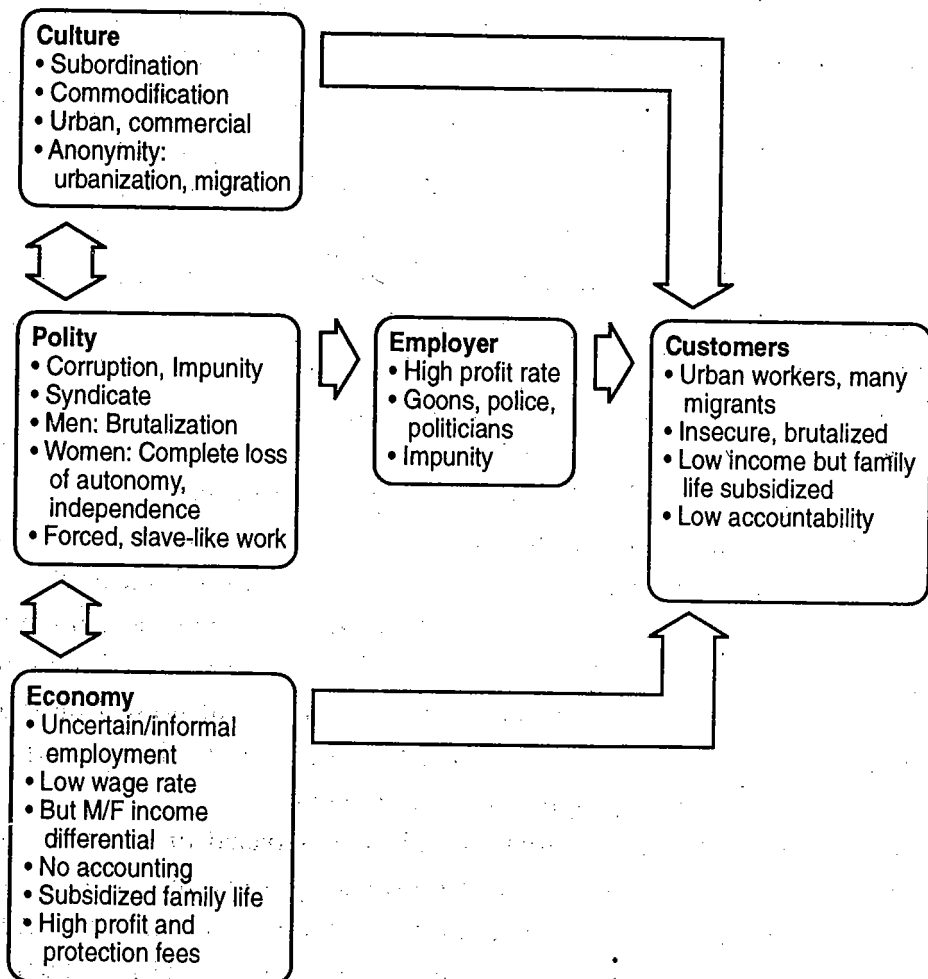 Culture
• Subordination
• Commodification
• Urban, commercial
• Anonymity:
urbanization, migration
Polity
• Corruption, Impunity
• Syndicate
• Men: Brutalization
• Women: Complete loss
of autonomy,
independence
• Forced, slave-like work
Employer
• High profit rate
• Goons, police,
politicians
• Impunity
Customers
• Urban workers, many
migrants
• Insecure, brutalized
• Low income but family
life subsidized
• Low accountability
Economy
• Uncertain/informal
employment
• Low wage rate
• But M/F income
differential
• No accounting
• Subsidized family life
• High profit and
protection fees